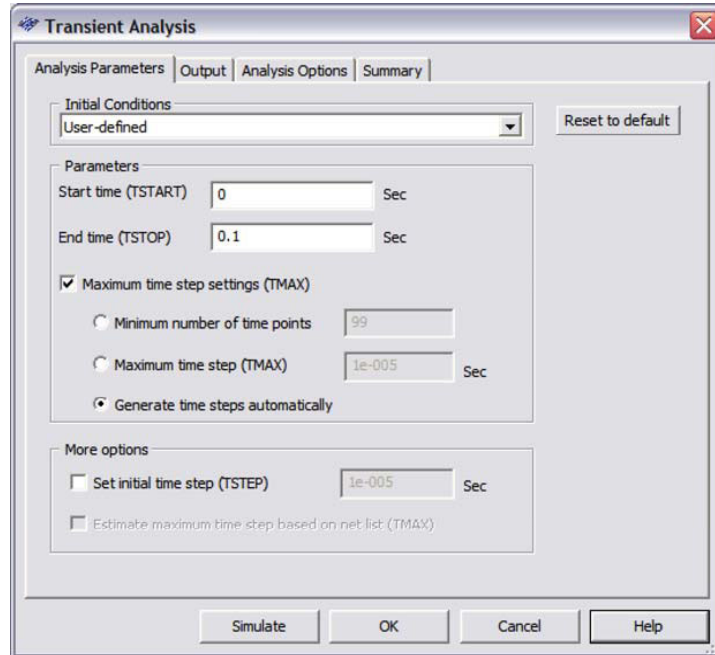 Transient Analysis
Analysis Parameters Output Analysis Options Summary
Initial Conditions
User-defined
Reset to default
Parameters
Start time (TSTART) 0 Sec
End time (TSTOP) 0.1 Sec
Maximum time step settings (TMAX)
Minimum number of time points 99
Maximum time step (TMAX) 1e-005 Sec
Generate time steps automatically
More options
Set initial time step (TSTEP) 1e-005 Sec
Estimate maximum time step based on net list (TMAX)
Simulate OK Cancel Help